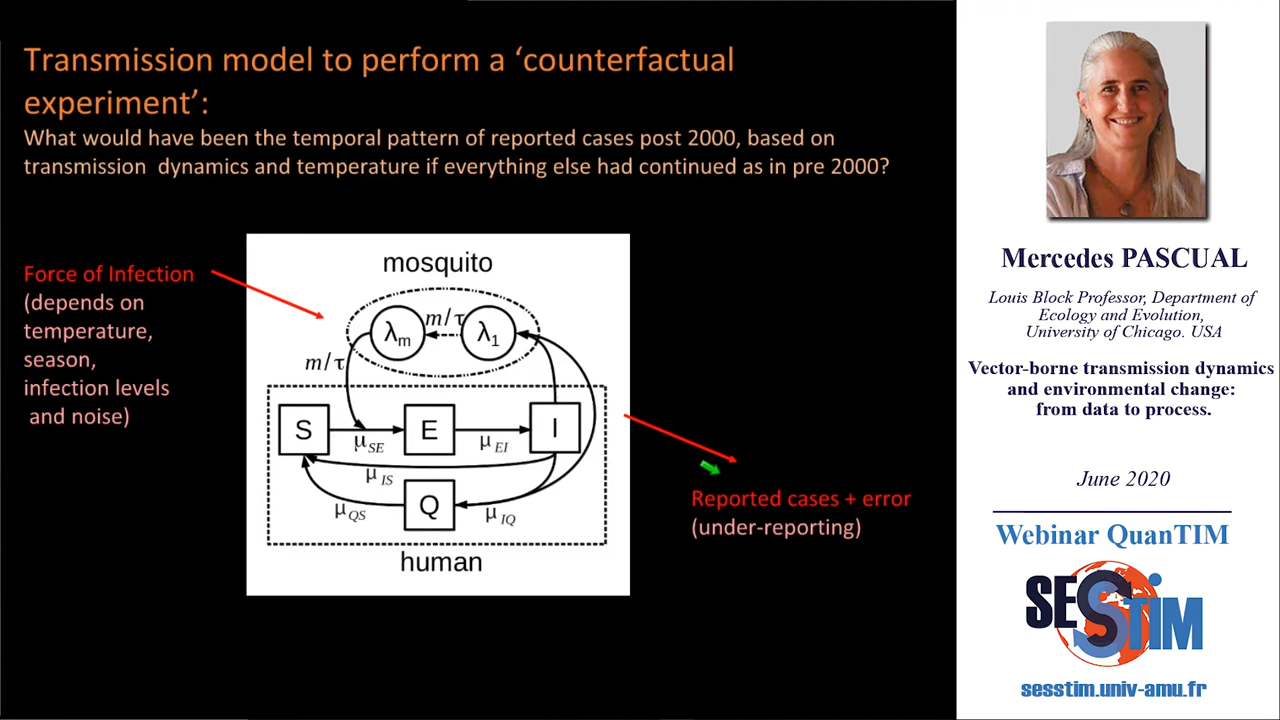 Transmission model to perform a ‘counterfactual
experiment’:
What would have been the temporal pattern of reported cases post 2000, based on
transmission dynamics and temperature if everything else had continued as in pre 2000?
Force of Infection
(depends on
temperature,
season,
infection levels
and noise)
mosquito
λm
m/τ
λ1
m/τ
S
μSE
E
μEI
I
μIS
μQS
Q
μIQ
human
Reported cases + error
(under-reporting)
Mercedes PASCUAL
Louis Block Professor, Department of
Ecology and Evolution,
University of Chicago. USA
Vector-borne transmission dynamics
and environmental change:
from data to process.
June 2020
Webinar QuanTIM
SESSTIM
sesstim.univ-amu.fr